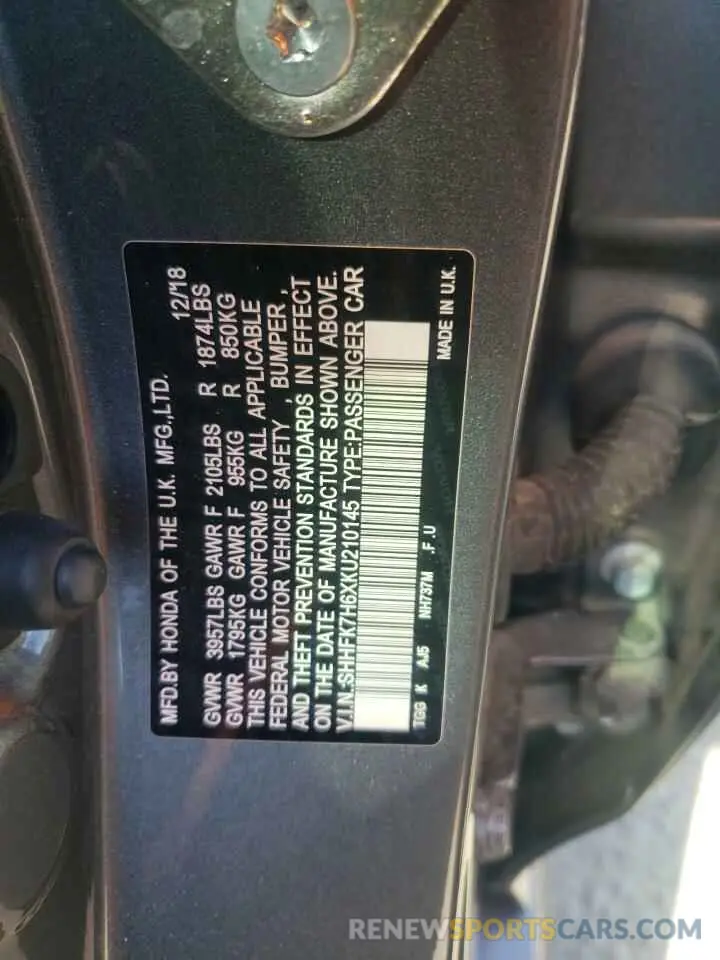 MFD.BY HONDA OF THE U.K. MFG.,LTD. 12/18
GVWR 3957LBS GAWR F 2105LBS R 1874LBS
GVWR 1795KG GAWR F 955KG R 850KG
THIS VEHICLE CONFORMS TO ALL APPLICABLE
FEDERAL MOTOR VEHICLE SAFETY , BUMPER ,
AND THEFT PREVENTION STANDARDS IN EFFECT
ON THE DATE OF MANUFACTURE SHOWN ABOVE.
V.I.N.:SHHFK7H6XKU210145 TYPE:PASSENGER CAR
TGG K AJ5 NH737M .F .U
MADE IN U.K.
RENEWSPORTSCARS.COM